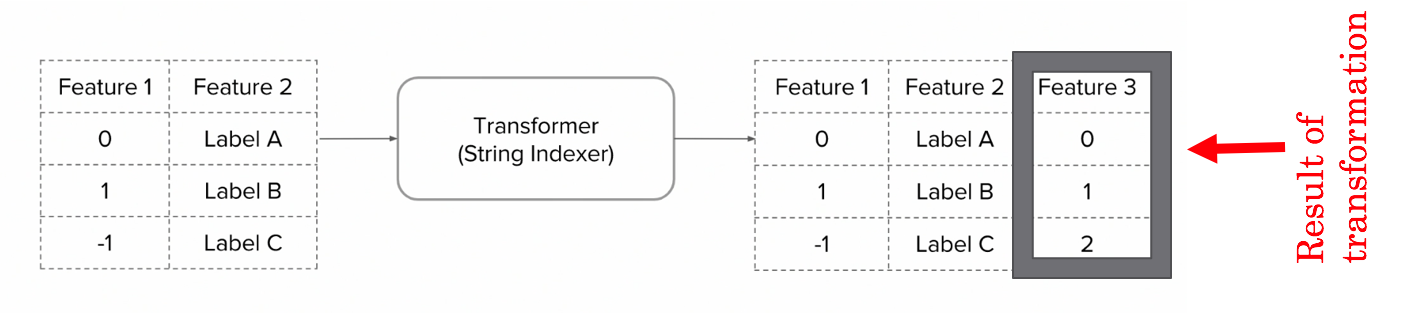 Feature 1 Feature 2
0 Label A
1 Label B
-1 Label C
Transformer
(String Indexer)
Feature 1 Feature 2 Feature 3
0 Label A 0
1 Label B 1
-1 Label C 2
Result of
transformation